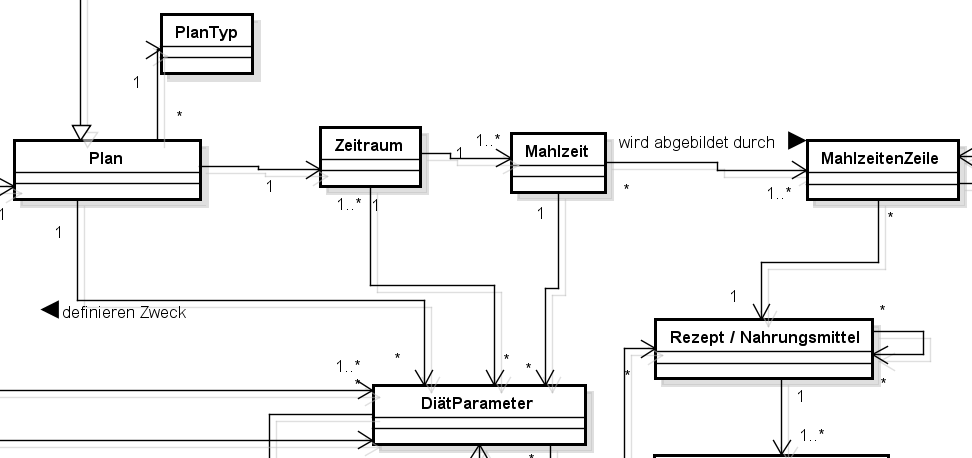 PlanTyp
1
*
Plan
1
Zeitraum
1
1..*
Mahlzeit
wird abgebildet durch
MahlzeitenZeile
1
1..*
1
1
*
1..*
1
*
definieren Zweck
1
*
Rezept / Nahrungsmittel
*
*
*
*
*
1..*
*
*
DiätParameter
1
1..*
*